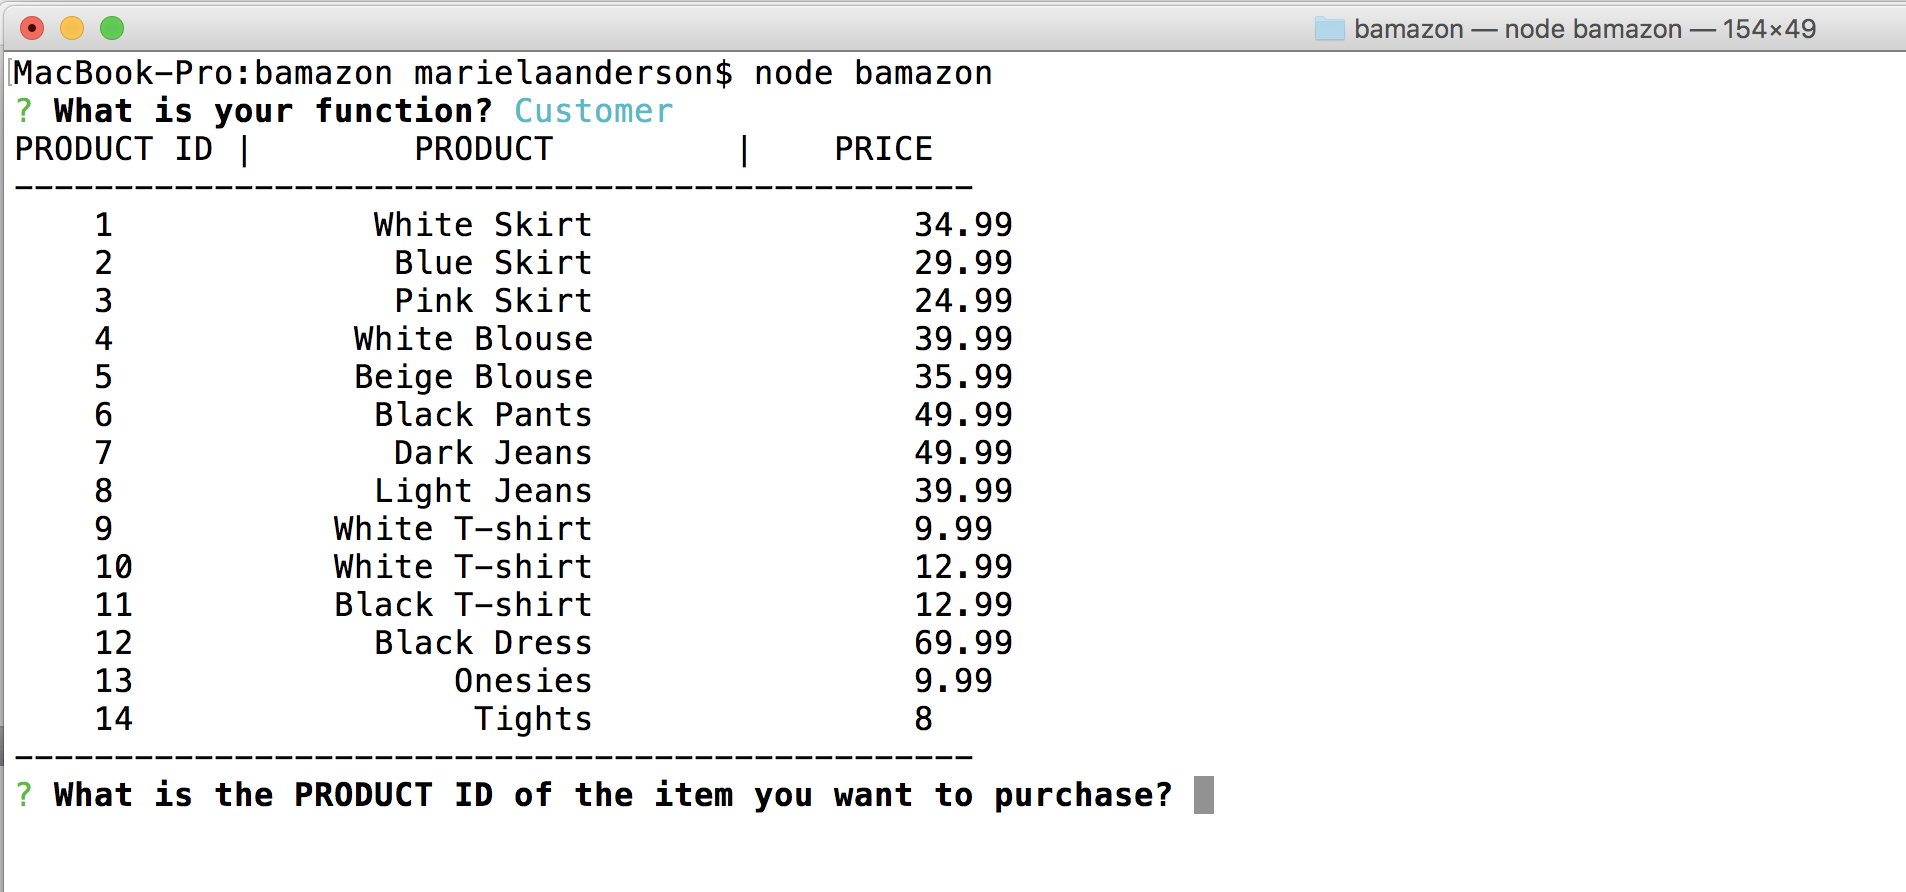 bamazon — node bamazon — 154×49
MacBook-Pro:bamazon marielaanderson$ node bamazon
? What is your function? Customer
PRODUCT ID |        PRODUCT         |    PRICE
------------------------------------------------
    1             White Skirt                34.99
    2              Blue Skirt                29.99
    3              Pink Skirt                24.99
    4            White Blouse                39.99
    5            Beige Blouse                35.99
    6             Black Pants                49.99
    7              Dark Jeans                49.99
    8             Light Jeans                39.99
    9           White T-shirt                9.99
    10          White T-shirt                12.99
    11          Black T-shirt                12.99
    12            Black Dress                69.99
    13                Onesies                9.99
    14                 Tights                8
------------------------------------------------
? What is the PRODUCT ID of the item you want to purchase?